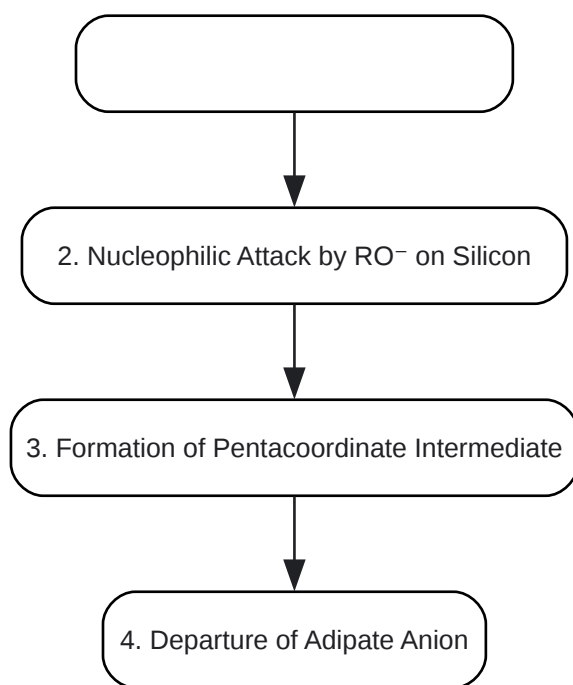 2. Nucleophilic Attack by RO⁻ on Silicon
3. Formation of Pentacoordinate Intermediate
4. Departure of Adipate Anion